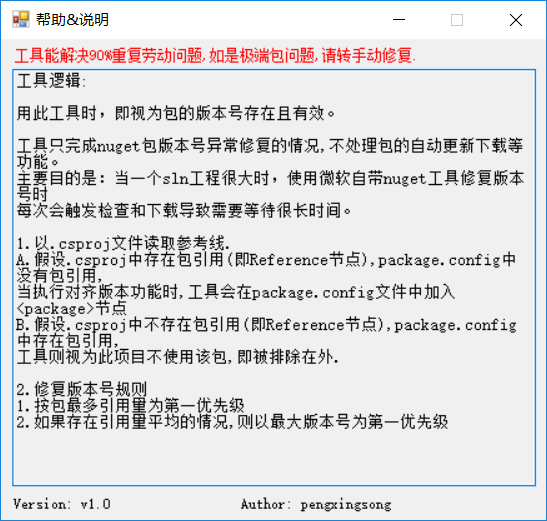 帮助&说明
工具能解决90%重复劳动问题,如是极端包问题,请转手动修复.
工具逻辑:
用此工具时，即视为包的版本号存在且有效。
工具只完成nuget包版本号异常修复的情况,不处理包的自动更新下载等
功能。
主要目的是：当一个sln工程很大时，使用微软自带nuget工具修复版本
号时
每次会触发检查和下载导致需要等待很长时间。
1.以.csproj文件读取参考线.
A.假设.csproj中存在包引用(即Reference节点),package.config中
没有包引用,
当执行对齐版本功能时,工具会在package.config文件中加入
<package>节点
B.假设.csproj中不存在包引用(即Reference节点),package.config
中存在包引用,
工具则视为此项目不使用该包,即被排除在外.
2.修复版本号规则
1.按包最多引用量为第一优先级
2.如果存在引用量平均的情况,则以最大版本号为第一优先级
Version: v1.0
Author: pengxingsong